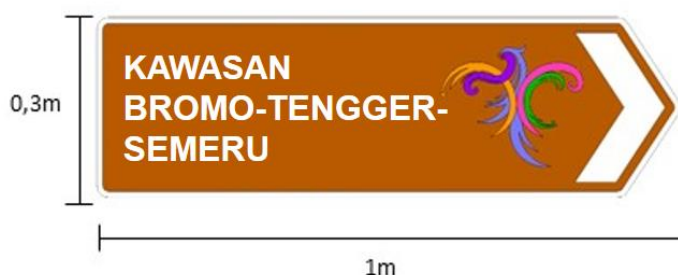 KAWASAN
BROMO-TENGGER-
SEMERU
0,3m
1m